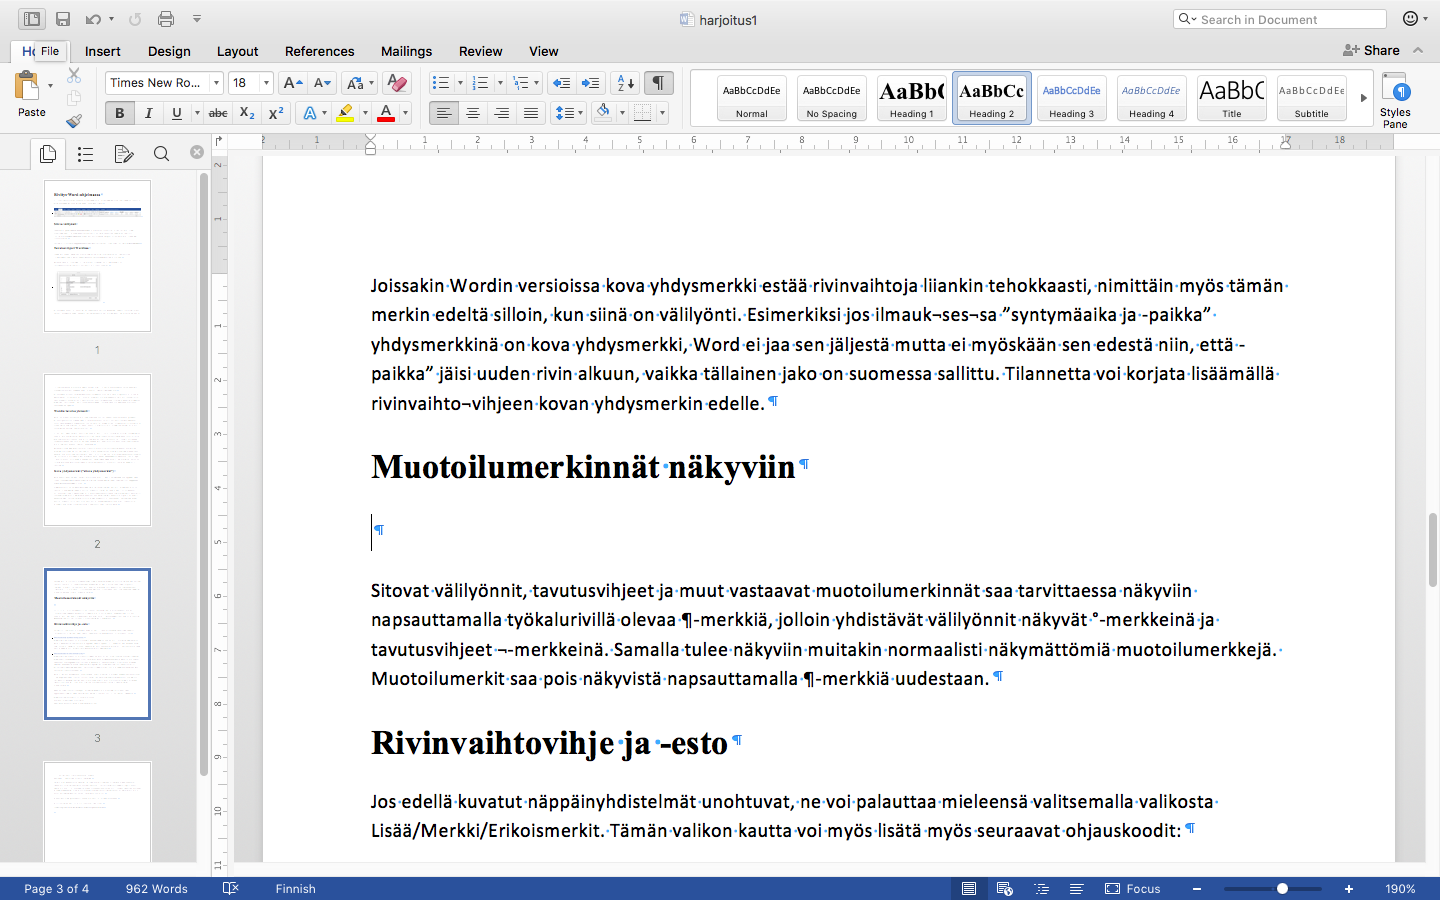 harjoitus1
Search in Document
File
Insert
Design
Layout
References
Mailings
Review
View
Share
Paste
Times New Ro...
18
AaBbCcDdEe
Normal
AaBbCcDdEe
No Spacing
AaBbC
Heading 1
AaBbCc
Heading 2
AaBbCcDdEe
Heading 3
AaBbCcDdEe
Heading 4
AaBbC
Title
AaBbCcDdEe
Subtitle
Styles
Pane
1
2
3
Joissakin Wordin versioissa kova yhdysmerkki estää rivinvaihtoja liiankin tehokkaasti, nimittäin myös tämän
merkin edeltä silloin, kun siinä on välilyönti. Esimerkiksi jos ilmauk¬ses¬sa ”syntymäaika ja -paikka”
yhdysmerkkinä on kova yhdysmerkki, Word ei jaa sen jäljestä mutta ei myöskään sen edestä niin, että -
paikka” jäisi uuden rivin alkuun, vaikka tällainen jako on suomessa sallittu. Tilannetta voi korjata lisäämällä
rivinvaihto¬vihjeen kovan yhdysmerkin edelle. ¶
Muotoilumerkinnät näkyviin ¶
¶
Sitovat välilyönnit, tavutusvihjeet ja muut vastaavat muotoilumerkinnät saa tarvittaessa näkyviin
napsauttamalla työkalurivillä olevaa ¶-merkkiä, jolloin yhdistävät välilyönnit näkyvät °-merkkeinä ja
tavutusvihjeet ¬-merkkeinä. Samalla tulee näkyviin muitakin normaalisti näkymättömiä muotoilumerkkejä.
Muotoilumerkit saa pois näkyvistä napsauttamalla ¶-merkkiä uudestaan. ¶
Rivinvaihtovihje ja -esto ¶
Jos edellä kuvatut näppäinyhdistelmät unohtuvat, ne voi palauttaa mieleensä valitsemalla valikosta
Lisää/Merkki/Erikoismerkit. Tämän valikon kautta voi myös lisätä myös seuraavat ohjauskoodit: ¶
Page 3 of 4
962 Words
Finnish
Focus
190%